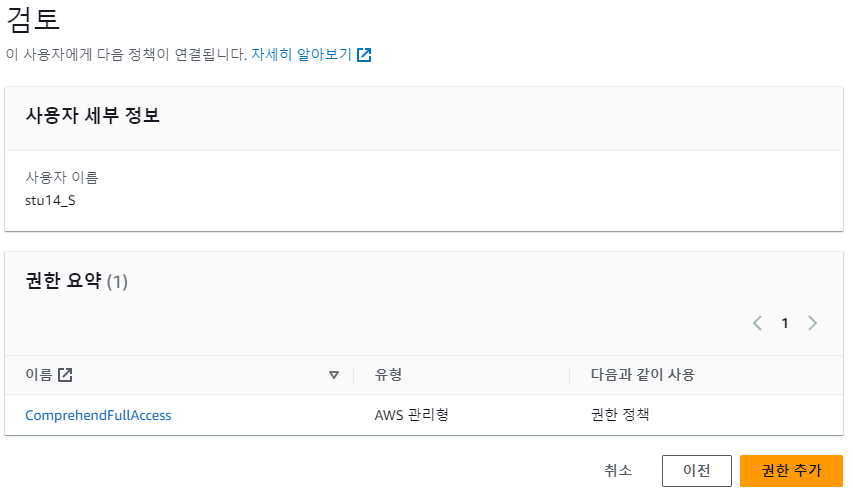 검토
이 사용자에게 다음 정책이 연결됩니다. 자세히 알아보기
사용자 세부 정보
사용자 이름
stu14_S
권한 요약 (1)
1
이름 유형 다음과 같이 사용
ComprehendFullAccess AWS 관리형 권한 정책
취소 이전 권한 추가